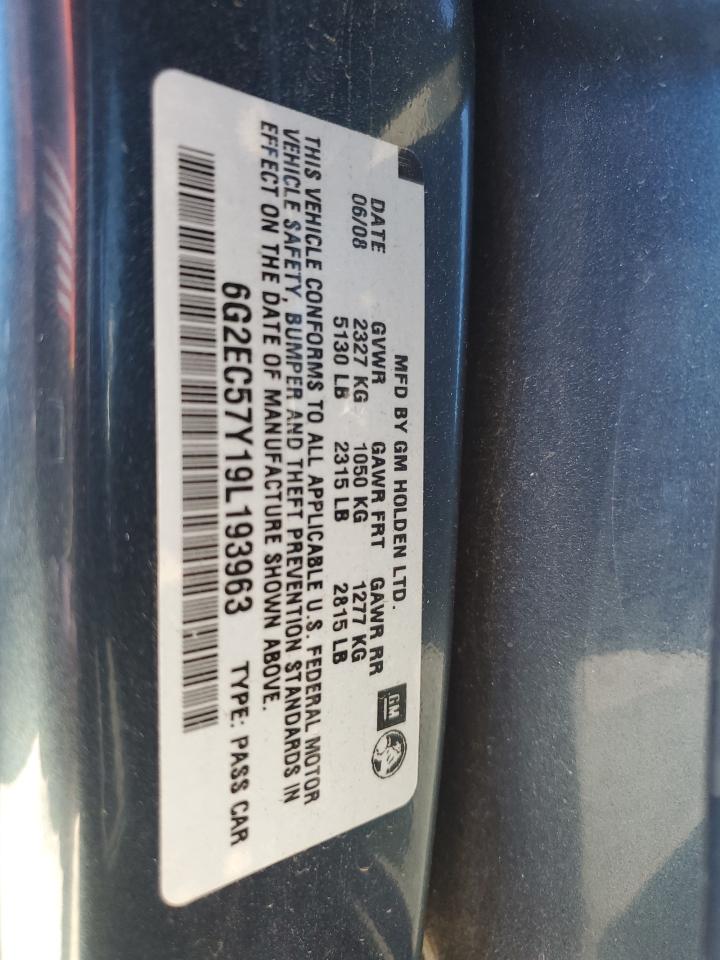 MFD BY GM HOLDEN LTD.
DATE GVWR GAWR FRT GAWR RR
06/08 2327 KG 1050 KG 1277 KG
5130 LB 2315 LB 2815 LB
GM
THIS VEHICLE CONFORMS TO ALL APPLICABLE U.S. FEDERAL MOTOR
VEHICLE SAFETY, BUMPER AND THEFT PREVENTION STANDARDS IN
EFFECT ON THE DATE OF MANUFACTURE SHOWN ABOVE.
6G2EC57Y19L193963 TYPE: PASS CAR